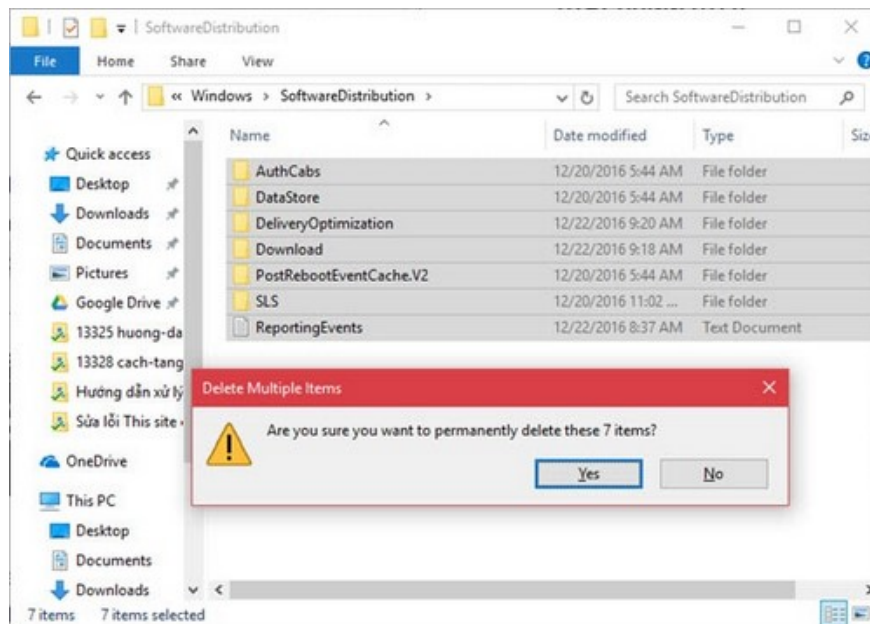 SoftwareDistribution
File Home Share View
« Windows > SoftwareDistribution >
Search SoftwareDistribution
Name Date modified Type Siz
Quick access
Desktop
Downloads
Documents
Pictures
Google Drive
13325 huong-da
13328 cach-tang
Hướng dẫn xử lý
Sửa lỗi This site
OneDrive
This PC
Desktop
Documents
Downloads
AuthCabs 12/20/2016 5:44 AM File folder
DataStore 12/20/2016 5:44 AM File folder
DeliveryOptimization 12/22/2016 9:20 AM File folder
Download 12/22/2016 9:18 AM File folder
PostRebootEventCache.V2 12/20/2016 5:44 AM File folder
SLS 12/20/2016 11:02 ... File folder
ReportingEvents 12/22/2016 8:37 AM Text Document
Delete Multiple Items
Are you sure you want to permanently delete these 7 items?
Yes No
7 items 7 items selected